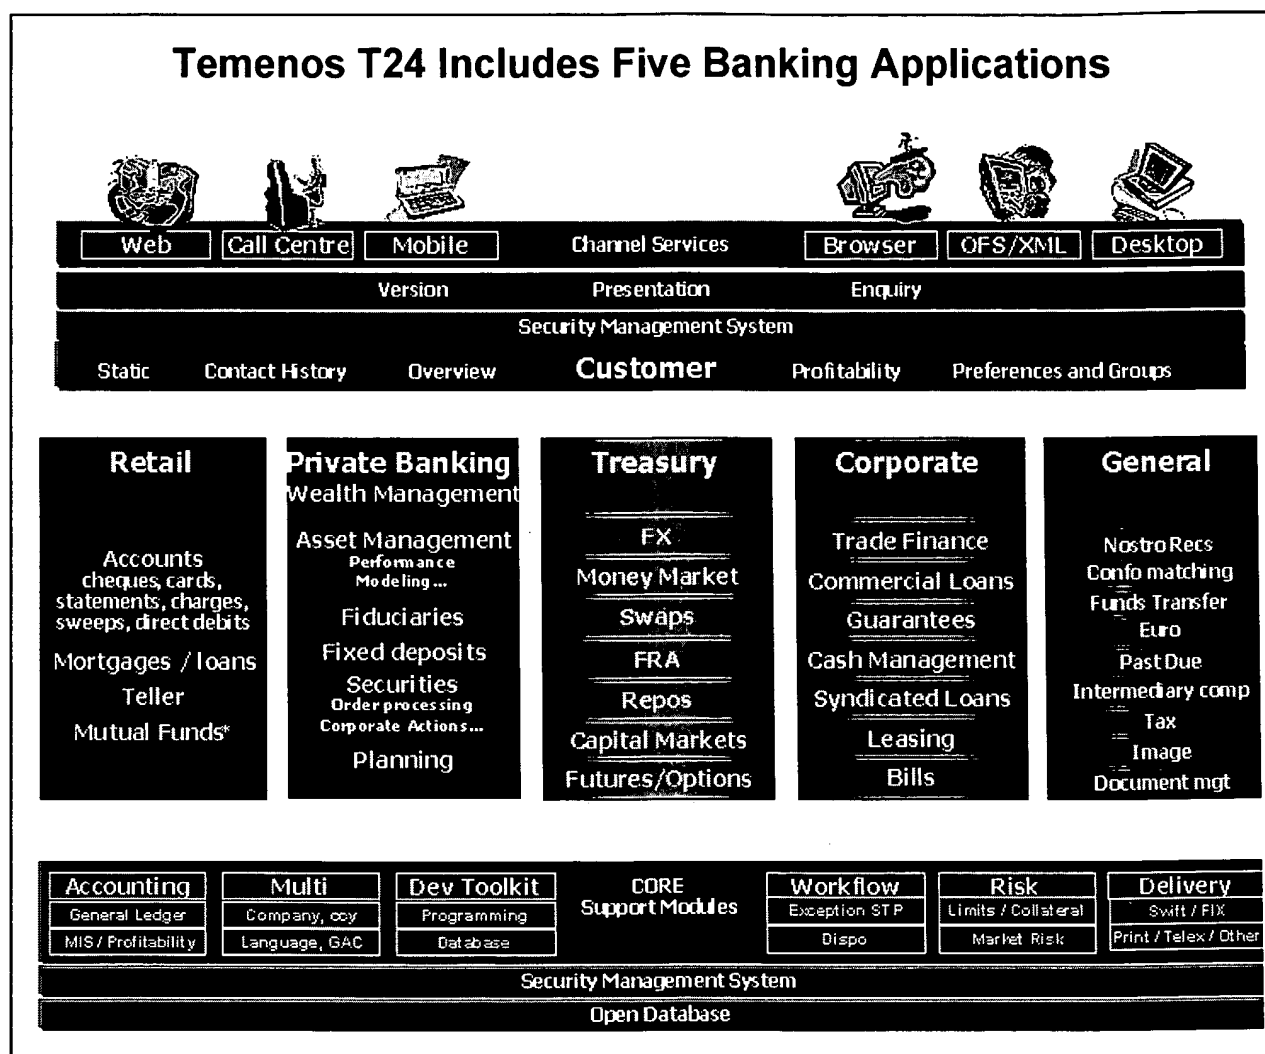 Temenos T24 Includes Five Banking Applications
Web Call Centre Mobile Channel Services Browser OFS/XML Desktop
Version Presentation Enquiry
Security Management System
Static Contact History Overview Customer Profitability Preferences and Groups
Retail
Accounts
cheques, cards,
statements, charges,
sweeps, direct debits
Mortgages / loans
Teller
Mutual Funds*
Private Banking
Wealth Management
Asset Management
Performance
Modeling...
Fiduciaries
Fixed deposits
Securities
Order processing
Corporate Actions...
Planning
Treasury
FX
Money Market
Swaps
FRA
Repos
Capital Markets
Futures/Options
Corporate
Trade Finance
Commercial Loans
Guarantees
Cash Management
Syndicated Loans
Leasing
Bills
General
Nostro Recs
Confo matching
Funds Transfer
Euro
Past Due
Intermediary comp
Tax
Image
Document mgt
Accounting
General Ledger
MIS / Profitability
Multi
Company, ccy
Language, GAC
Dev Toolkit
Programming
Database
CORE
Support Modules
Workflow
Exception STP
Dispo
Risk
Limits / Collateral
Market Risk
Delivery
Swift / FIX
Print / Telex / Other
Security Management System
Open Database